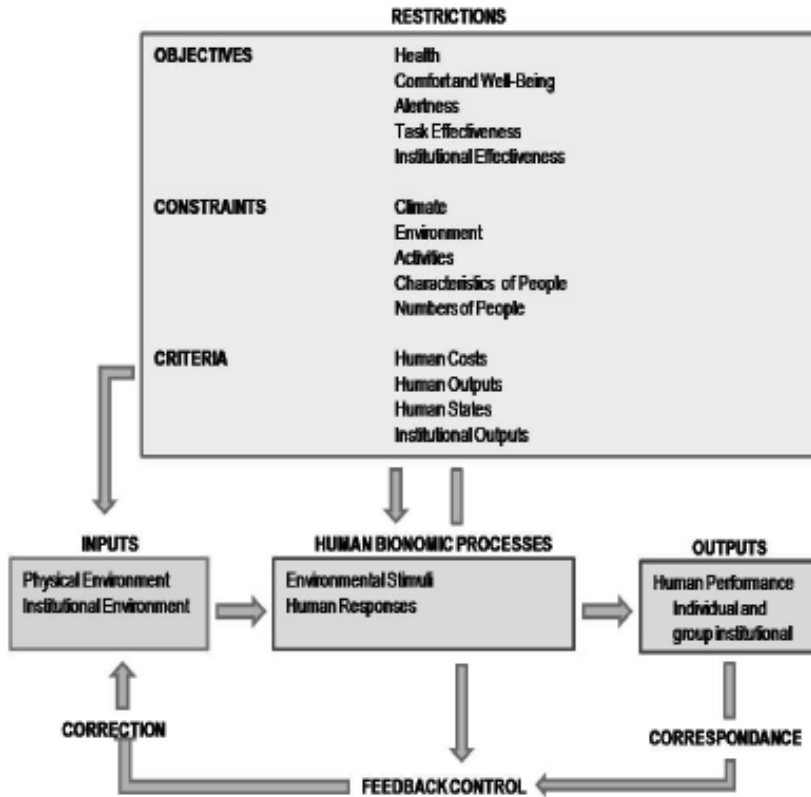 RESTRICTIONS
OBJECTIVES Health
Comfort and Well-Being
Alertness
Task Effectiveness
Institutional Effectiveness
CONSTRAINTS Climate
Environment
Activities
Characteristics of People
Numbers of People
CRITERIA Human Costs
Human Outputs
Human States
Institutional Outputs
INPUTS
Physical Environment
Institutional Environment
HUMAN BIONOMIC PROCESSES
Environmental Stimuli
Human Responses
OUTPUTS
Human Performance
Individual and
group institutional
CORRECTION
CORRESPONDANCE
FEEDBACK CONTROL